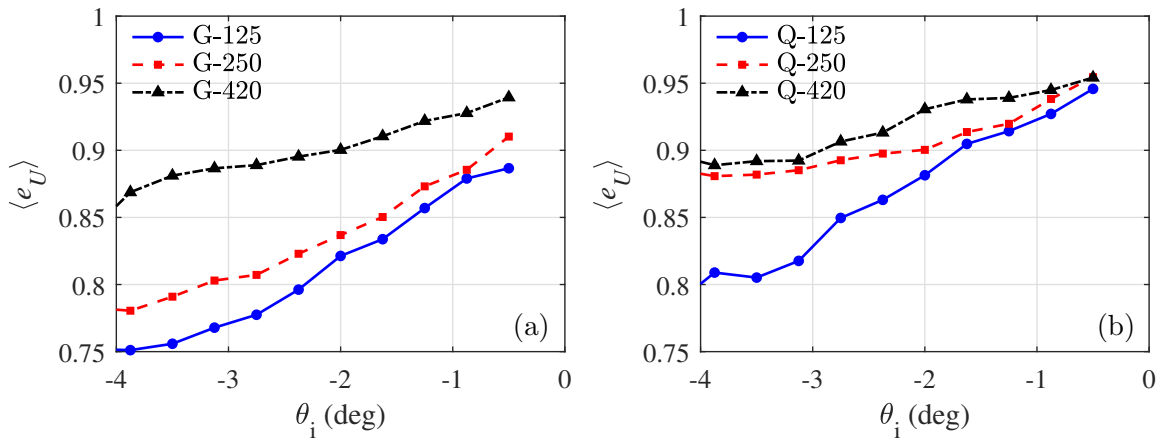 1
0.95
0.9
0.85
0.8
0.75
⟨e_U⟩
G-125
G-250
G-420
(a)
-4 -3 -2 -1 0
θ_i (deg)
1
0.95
0.9
0.85
0.8
0.75
⟨e_U⟩
Q-125
Q-250
Q-420
(b)
-4 -3 -2 -1 0
θ_i (deg)